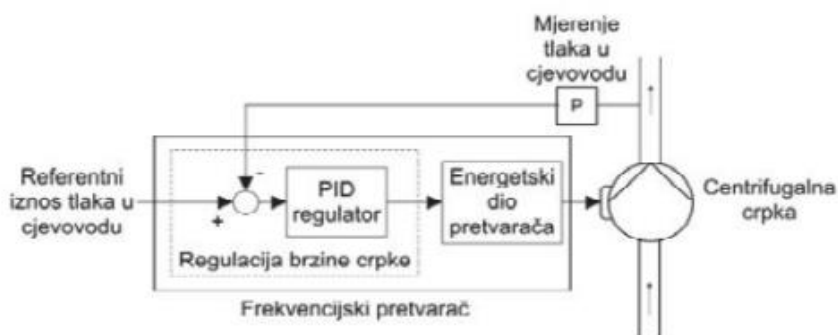 Mjerenje
tlaka u
cjevovodu
P
Referentni
iznos tlaka u
cjevovodu
-
+
PID
regulator
Energetski
dio
pretvarača
Centrifugalna
crpka
Regulacija brzine crpke
Frekvencijski pretvarač